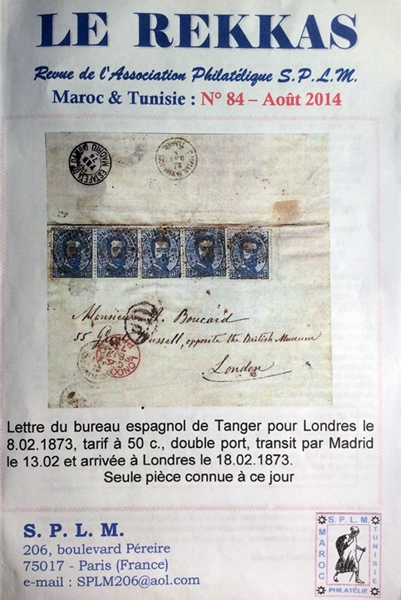 LE REKKAS
Revue de l'Association Philatélique S.P.L.M.
Maroc & Tunisie : N° 84 – Août 2014
Monsieur H. Boucard
55 Great Russell, opposite the British Museum
London
Lettre du bureau espagnol de Tanger pour Londres le
8.02.1873, tarif à 50 c., double port, transit par Madrid
le 13.02 et arrivée à Londres le 18.02.1873.
Seule pièce connue à ce jour
S. P. L. M.
206, boulevard Péreire
75017 - Paris (France)
e-mail : SPLM206@aol.com
S. P. L. M.
MAROC
TUNISIE
PHILATÉLIE